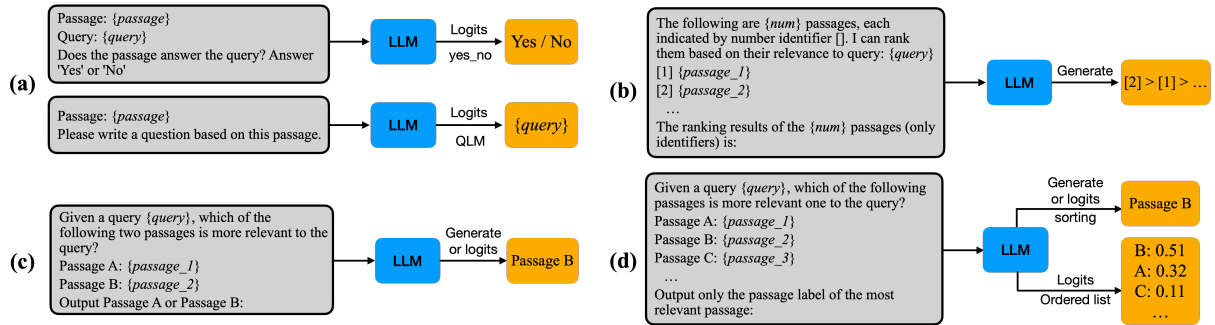 (a)
Passage: {passage}
Query: {query}
Does the passage answer the query? Answer
'Yes' or 'No'
LLM
Logits
yes_no
Yes / No
Passage: {passage}
Please write a question based on this passage.
LLM
Logits
QLM
{query}
(b)
The following are {num} passages, each
indicated by number identifier []. I can rank
them based on their relevance to query: {query}
[1] {passage_1}
[2] {passage_2}
…
The ranking results of the {num} passages (only
identifiers) is:
LLM
Generate
[2] > [1] > …
(c)
Given a query {query}, which of the
following two passages is more relevant to the
query?
Passage A: {passage_1}
Passage B: {passage_2}
Output Passage A or Passage B:
LLM
Generate
or logits
Passage B
(d)
Given a query {query}, which of the following
passages is more relevant one to the query?
Passage A: {passage_1}
Passage B: {passage_2}
Passage C: {passage_3}
…
Output only the passage label of the most
relevant passage:
LLM
Generate
or logits
sorting
Passage B
Logits
Ordered list
B: 0.51
A: 0.32
C: 0.11
…